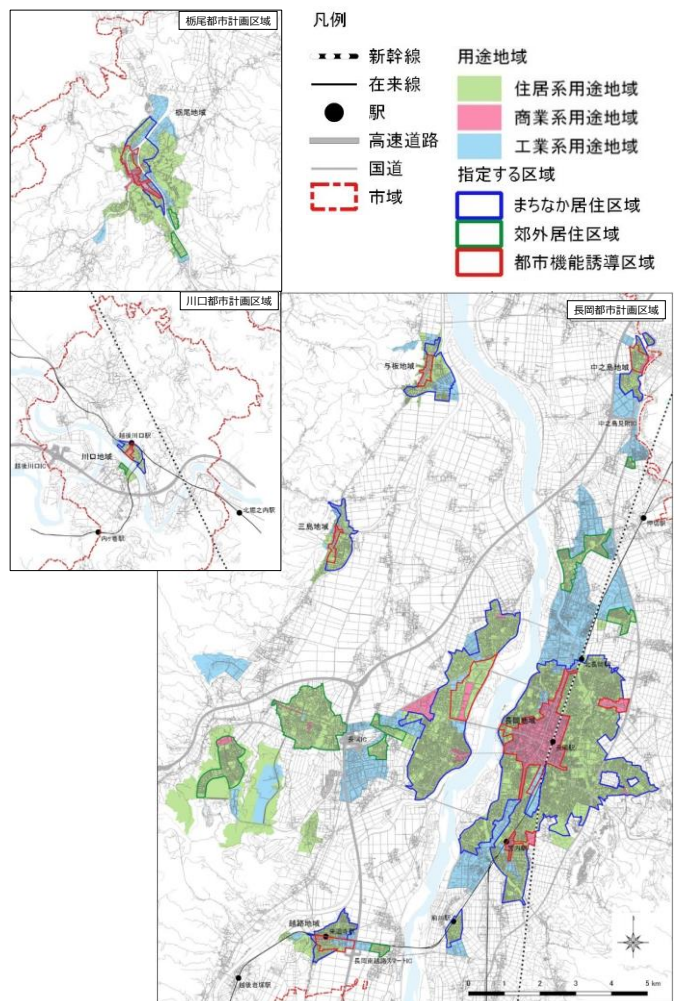 栃尾都市計画区域
栃尾地域
凡例
新幹線
在来線
駅
高速道路
国道
市域
用途地域
住居系用途地域
商業系用途地域
工業系用途地域
指定する区域
まちなか居住区域
郊外居住区域
都市機能誘導区域
川口都市計画区域
越後川口駅
川口地域
越後川口IC
北堀之内駅
内ヶ巻駅
長岡都市計画区域
与板地域
中之島地域
中之島見附IC
三島地域
押切駅
北長岡駅
長岡地域
長岡駅
長岡IC
宮内駅
越路地域
来迎寺駅
前川駅
長岡南越路スマートIC
越後岩塚駅
0 1 2 3 4 5 km